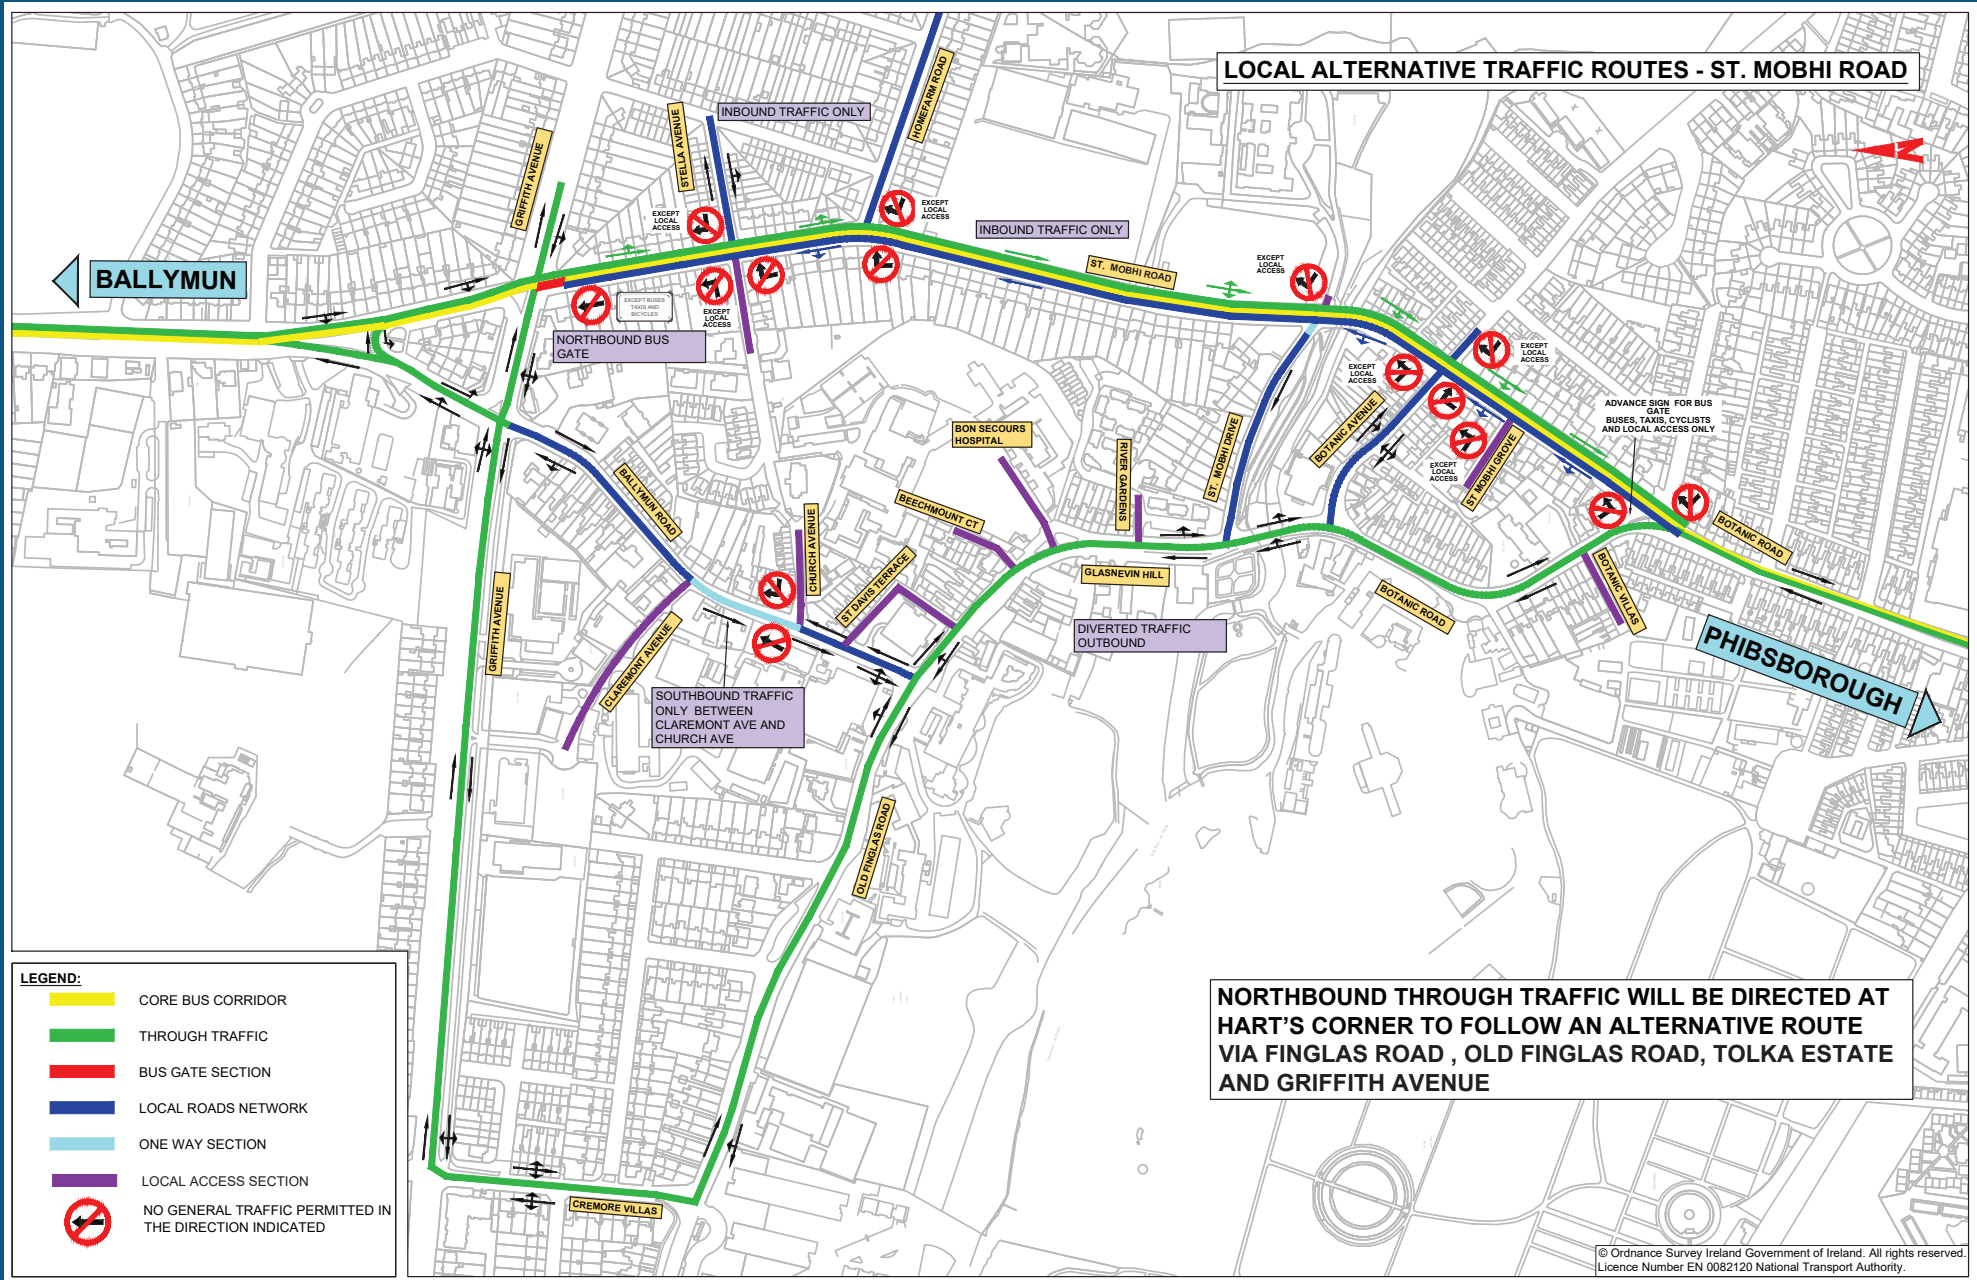 LOCAL ALTERNATIVE TRAFFIC ROUTES - ST. MOBHI ROAD
N
INBOUND TRAFFIC ONLY
HOMEFARM ROAD
STELLA AVENUE
GRIFFITH AVENUE
EXCEPT
LOCAL
ACCESS
EXCEPT
LOCAL
ACCESS
INBOUND TRAFFIC ONLY
BALLYMUN
ST. MOBHI ROAD
EXCEPT
LOCAL
ACCESS
EXCEPT BUSES
TAXIS AND
BICYCLES
EXCEPT
LOCAL
ACCESS
NORTHBOUND BUS
GATE
EXCEPT
LOCAL
ACCESS
EXCEPT
LOCAL
ACCESS
ADVANCE SIGN FOR BUS
GATE
BUSES, TAXIS, CYCLISTS
AND LOCAL ACCESS ONLY
BOTANIC AVENUE
BON SECOURS
HOSPITAL
RIVER GARDENS
ST. MOBHI DRIVE
EXCEPT
LOCAL
ACCESS
ST MOBHI GROVE
BALLYMUN ROAD
BEECHMOUNT CT
CHURCH AVENUE
BOTANIC ROAD
ST DAVIS TERRACE
GLASNEVIN HILL
BOTANIC ROAD
BOTANIC VILLAS
GRIFFITH AVENUE
CLAREMONT AVENUE
DIVERTED TRAFFIC
OUTBOUND
PHIBSBOROUGH
SOUTHBOUND TRAFFIC
ONLY BETWEEN
CLAREMONT AVE AND
CHURCH AVE
OLD FINGLAS ROAD
CREMORE VILLAS
LEGEND:
CORE BUS CORRIDOR
THROUGH TRAFFIC
BUS GATE SECTION
LOCAL ROADS NETWORK
ONE WAY SECTION
LOCAL ACCESS SECTION
NO GENERAL TRAFFIC PERMITTED IN
THE DIRECTION INDICATED
NORTHBOUND THROUGH TRAFFIC WILL BE DIRECTED AT
HART'S CORNER TO FOLLOW AN ALTERNATIVE ROUTE
VIA FINGLAS ROAD , OLD FINGLAS ROAD, TOLKA ESTATE
AND GRIFFITH AVENUE
© Ordnance Survey Ireland Government of Ireland. All rights reserved.
Licence Number EN 0082120 National Transport Authority.